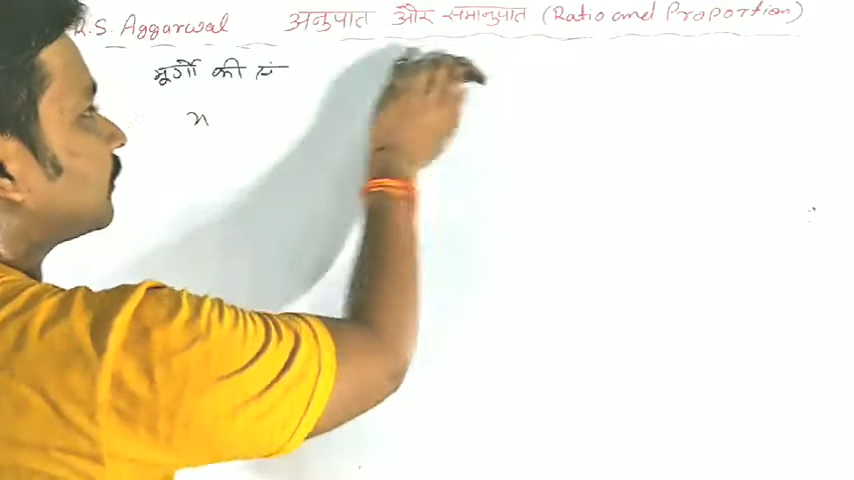 R.S. Aggarwal अनुपात और समानुपात (Ratio and Proportion)
मूर्गो की सं
x